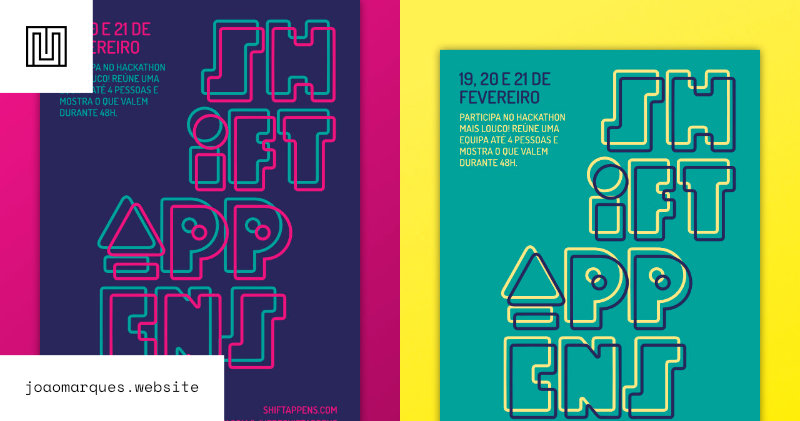 E 21 DE
PA NO HACKATHON
LOUCO! REÚNE UMA
ATÉ 4 PESSOAS E
MOSTRA O QUE VALEM
DURANTE 48H.
SH
iFT
APP
ENS
SHIFTAPPENS.COM
joaomarques.website
19, 20 E 21 DE
FEVEREIRO
PARTICIPA NO HACKATHON
MAIS LOUCO! REÚNE UMA
EQUIPA ATÉ 4 PESSOAS E
MOSTRA O QUE VALEM
DURANTE 48H.
SH
iFT
APP
ENS